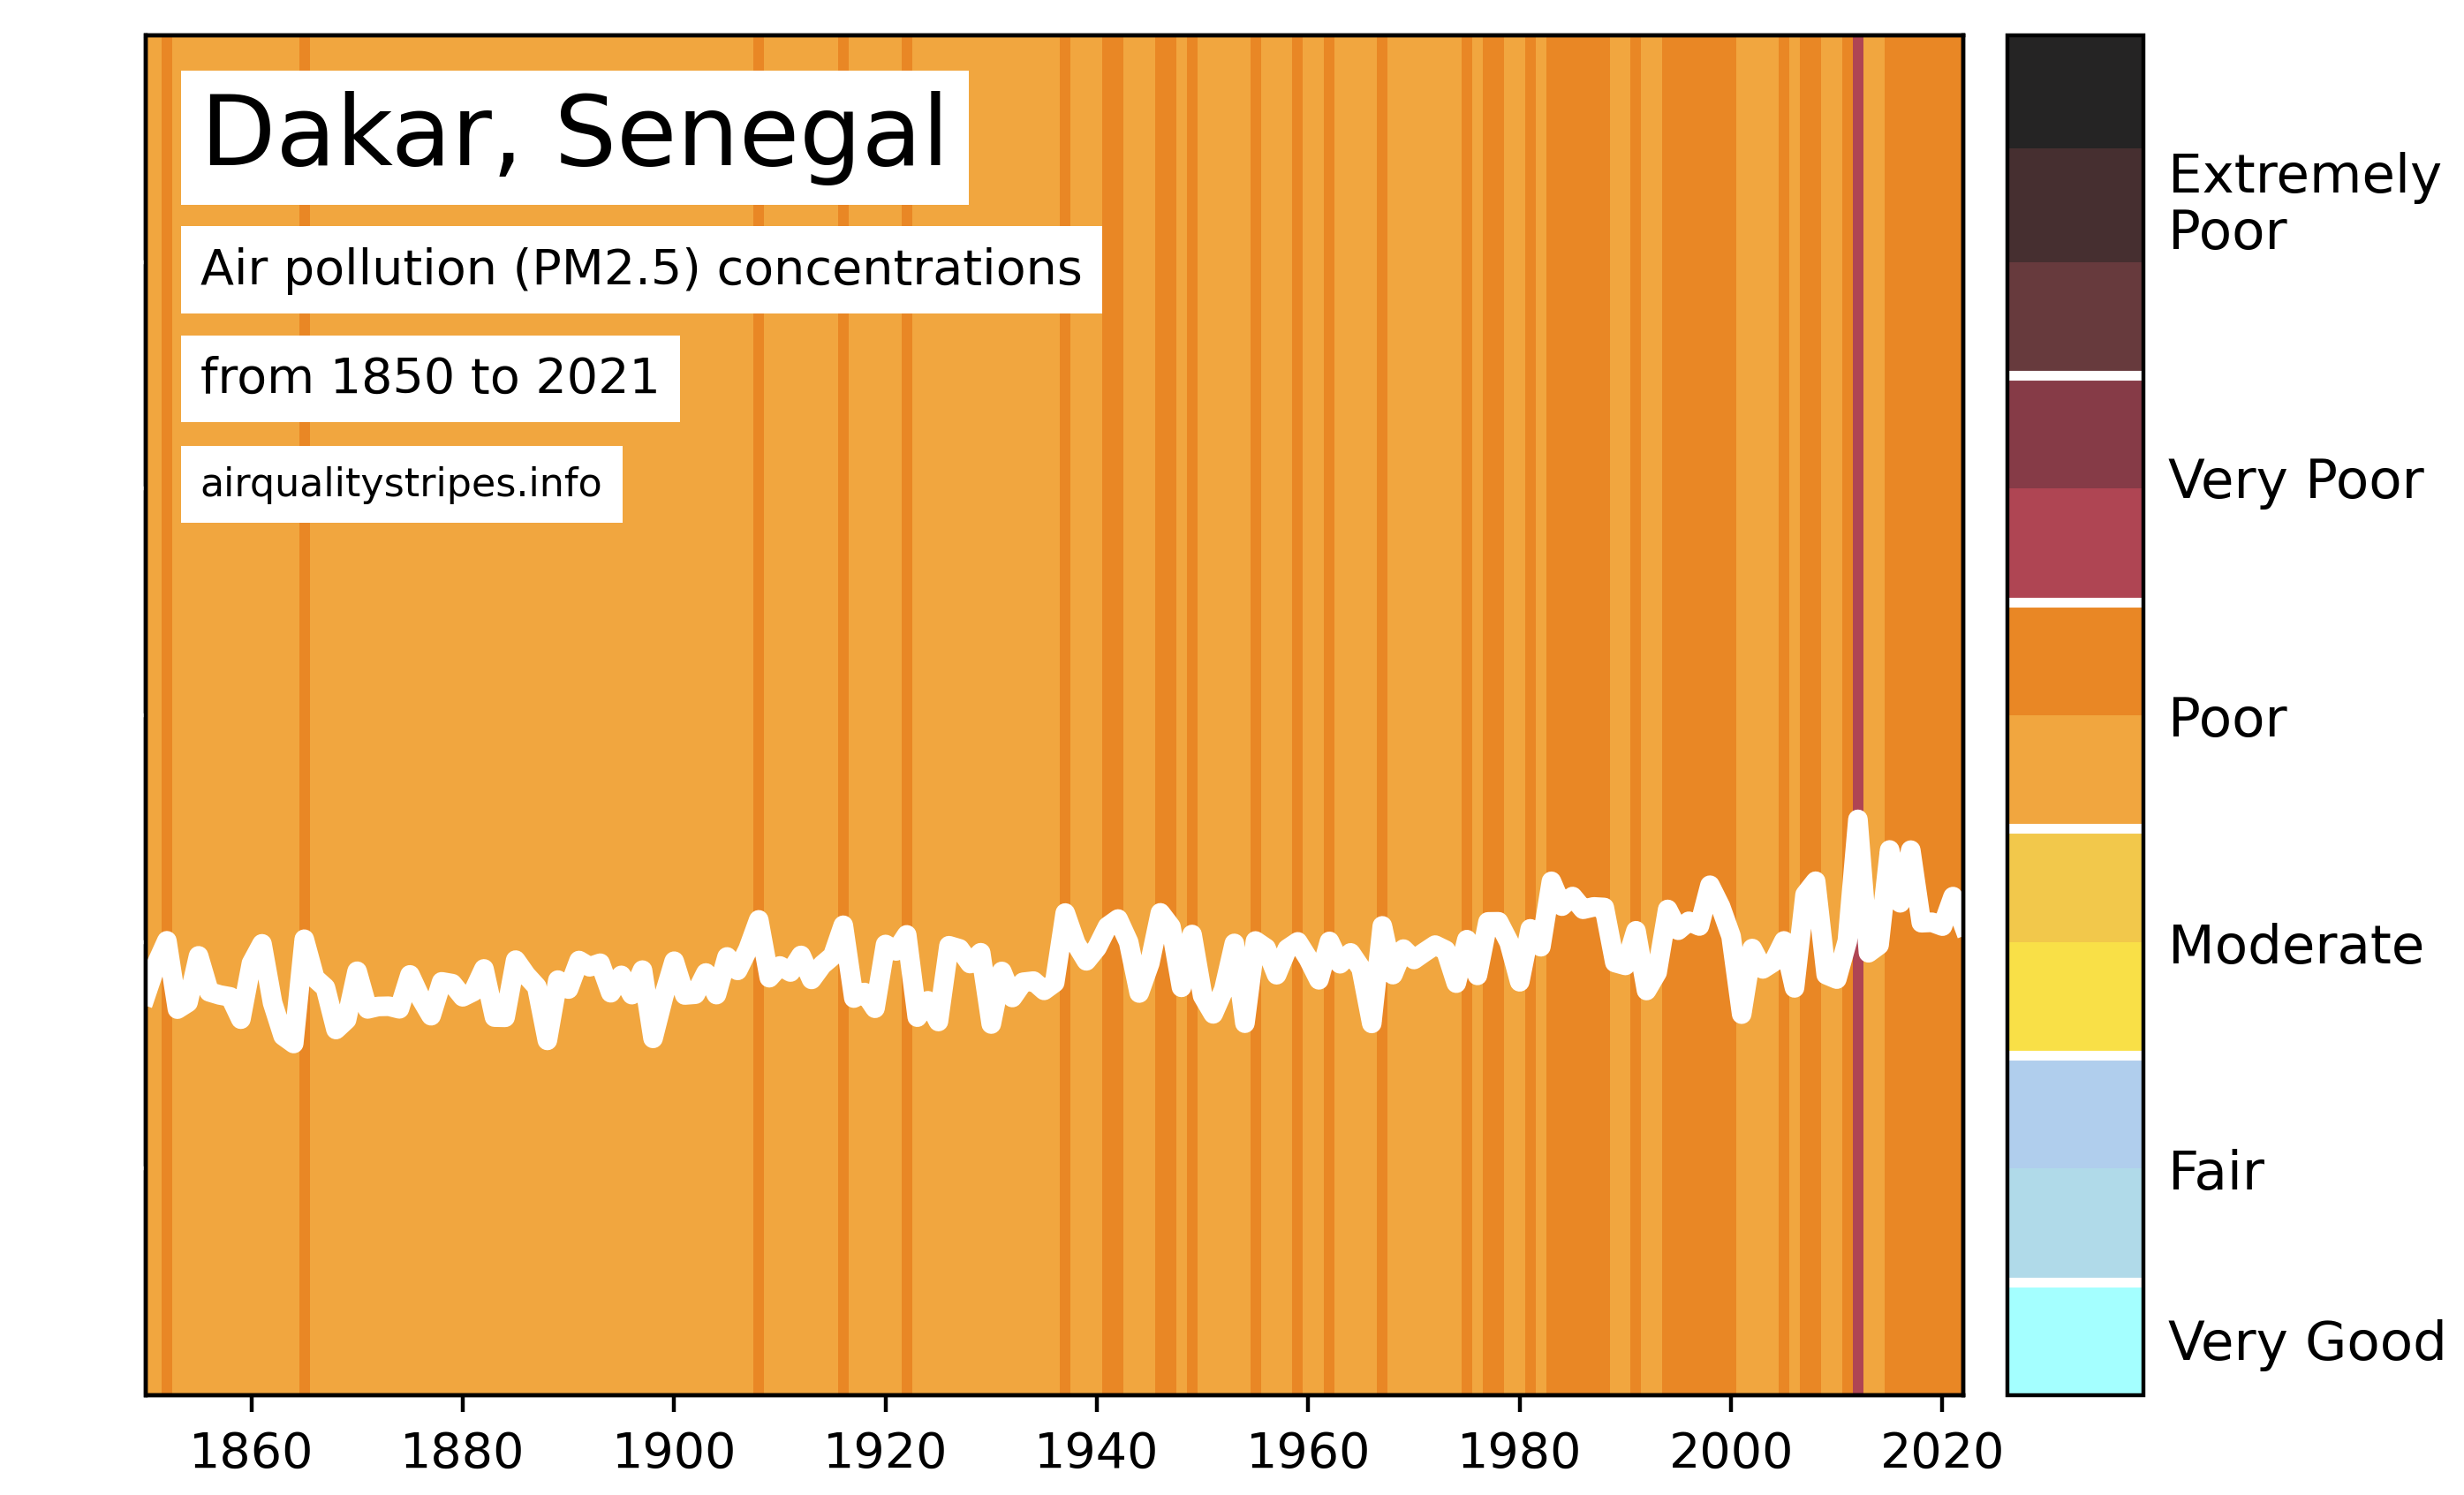 Dakar, Senegal
Air pollution (PM2.5) concentrations
from 1850 to 2021
airqualitystripes.info
Extremely
Poor
Very Poor
Poor
Moderate
Fair
Very Good
1860 1880 1900 1920 1940 1960 1980 2000 2020